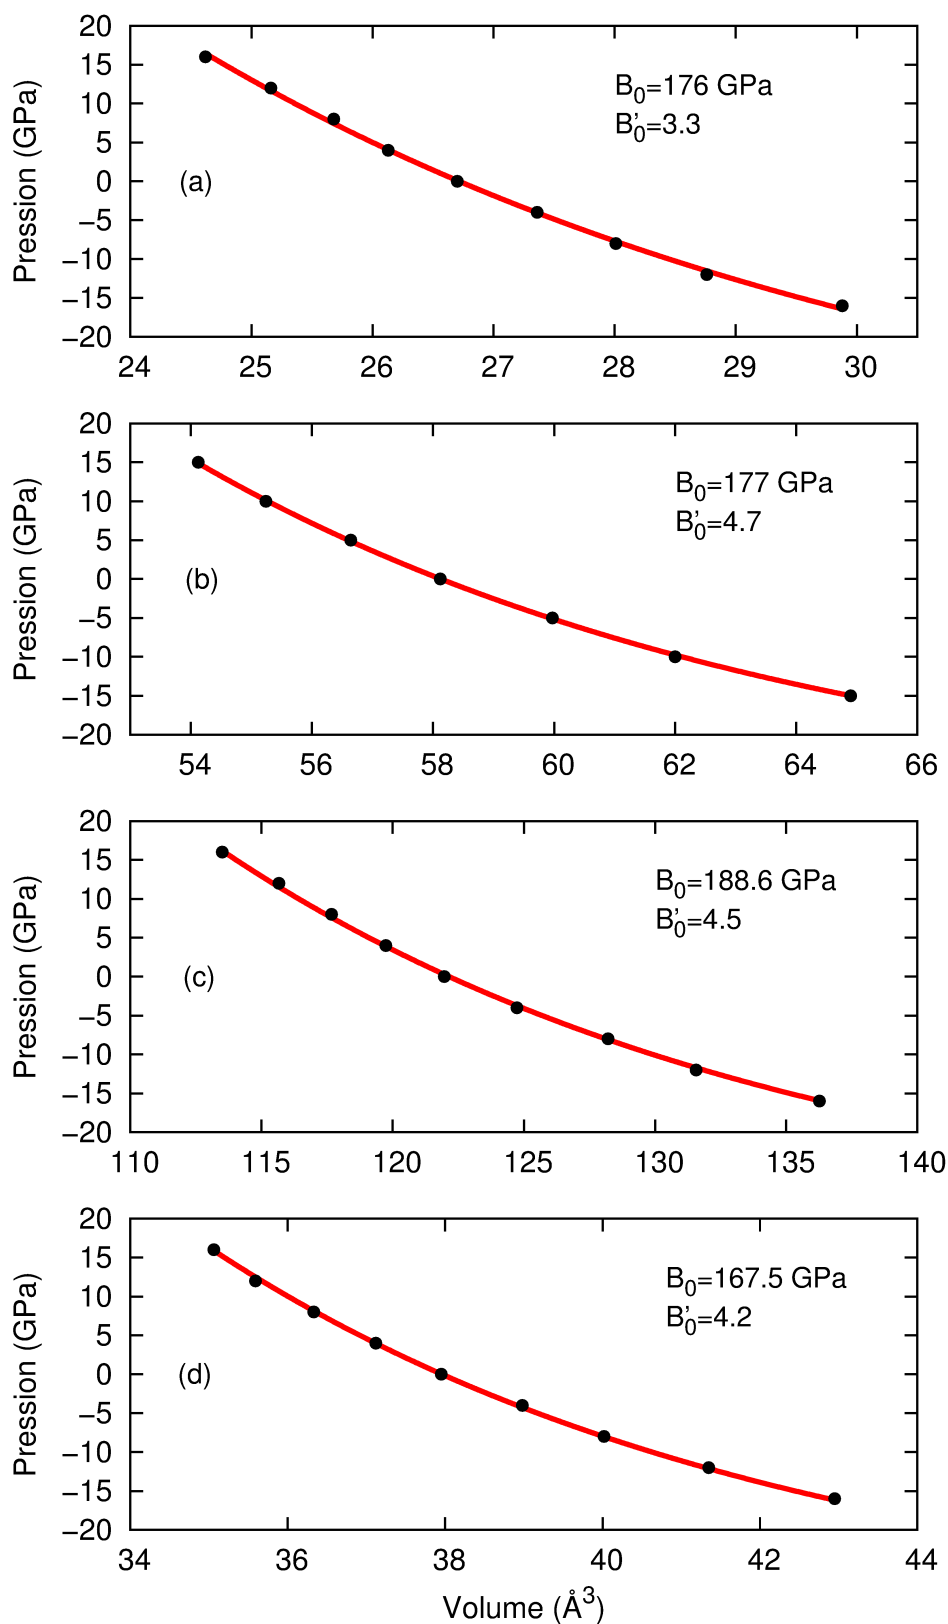 20
15
10
5
0
−5
−10
−15
−20
Pression (GPa)
B0=176 GPa
B'0=3.3
(a)
24 25 26 27 28 29 30
20
15
10
5
0
−5
−10
−15
−20
Pression (GPa)
B0=177 GPa
B'0=4.7
(b)
54 56 58 60 62 64 66
20
15
10
5
0
−5
−10
−15
−20
Pression (GPa)
B0=188.6 GPa
B'0=4.5
(c)
110 115 120 125 130 135 140
20
15
10
5
0
−5
−10
−15
−20
Pression (GPa)
B0=167.5 GPa
B'0=4.2
(d)
34 36 38 40 42 44
Volume (Å3)